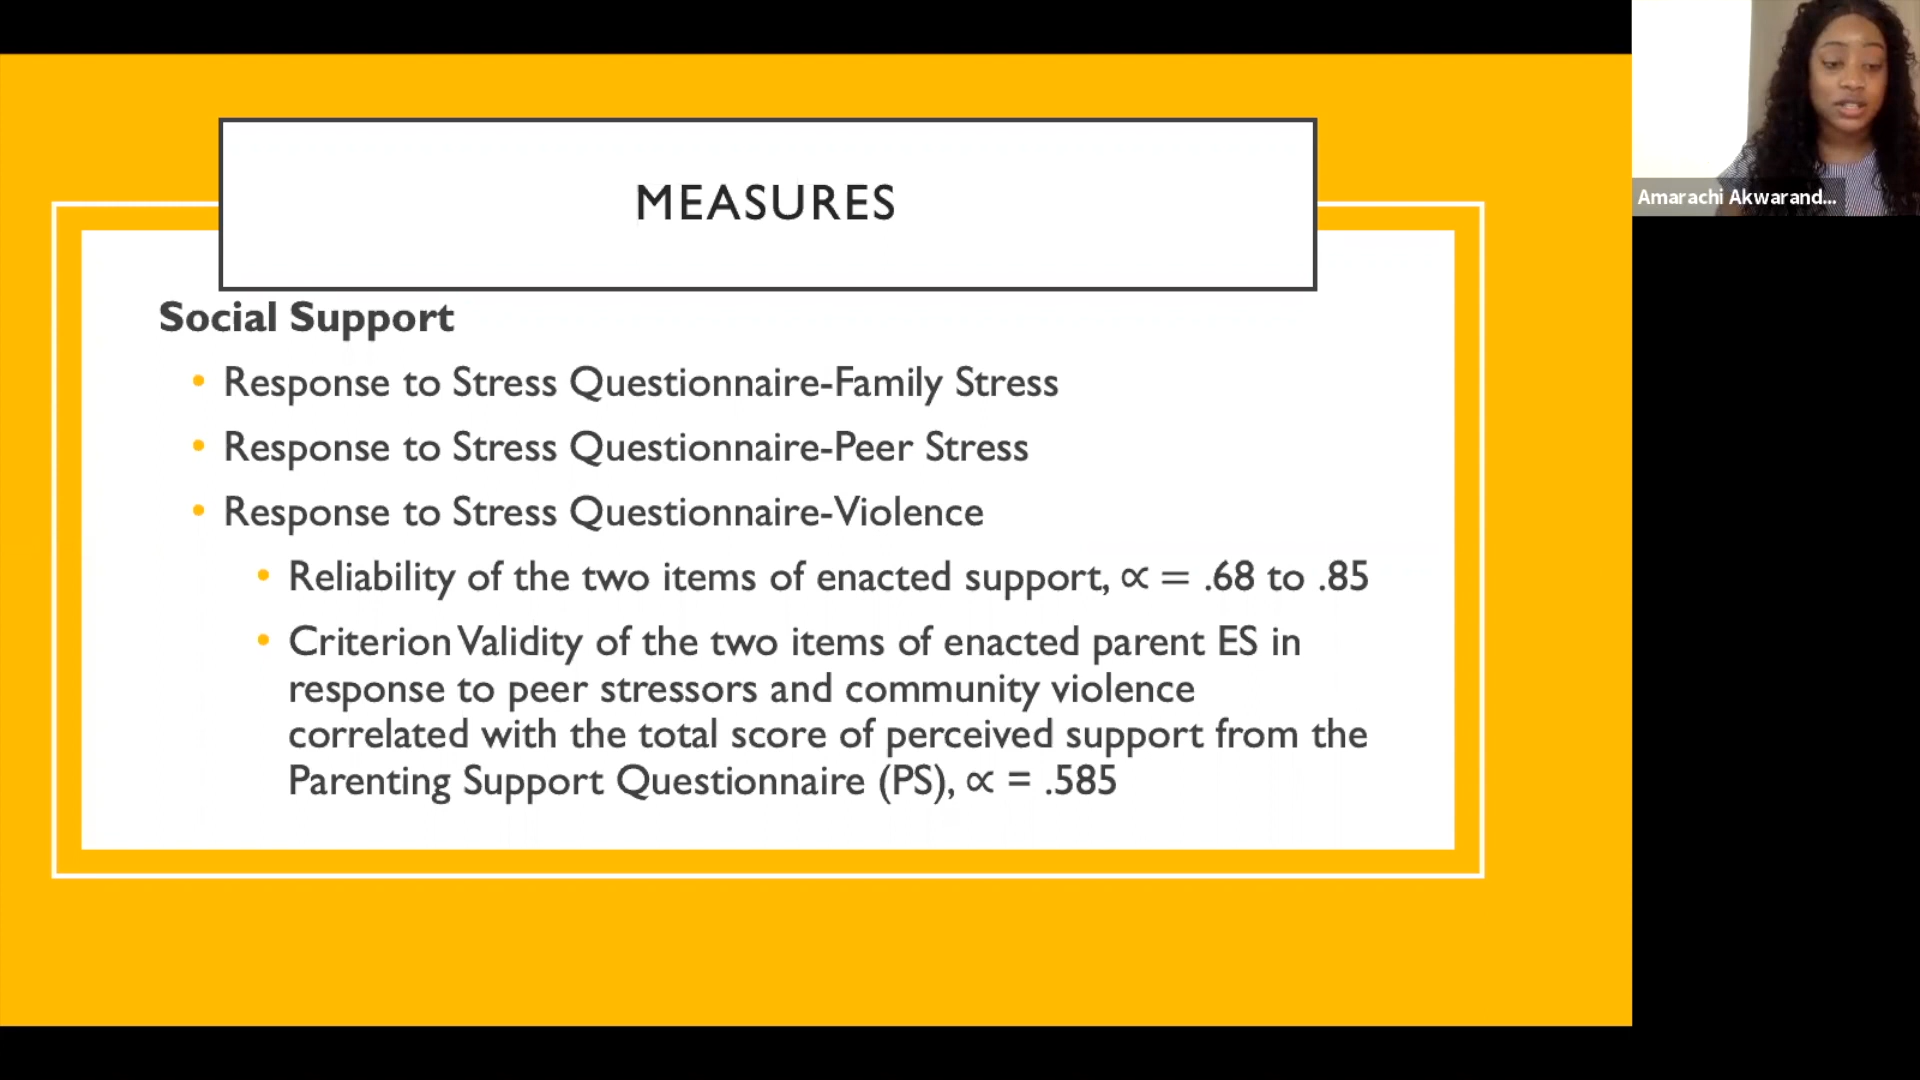 MEASURES
Social Support
• Response to Stress Questionnaire-Family Stress
• Response to Stress Questionnaire-Peer Stress
• Response to Stress Questionnaire-Violence
• Reliability of the two items of enacted support, ∝ = .68 to .85
• Criterion Validity of the two items of enacted parent ES in
response to peer stressors and community violence
correlated with the total score of perceived support from the
Parenting Support Questionnaire (PS), ∝ = .585
Amarachi Akwarand...